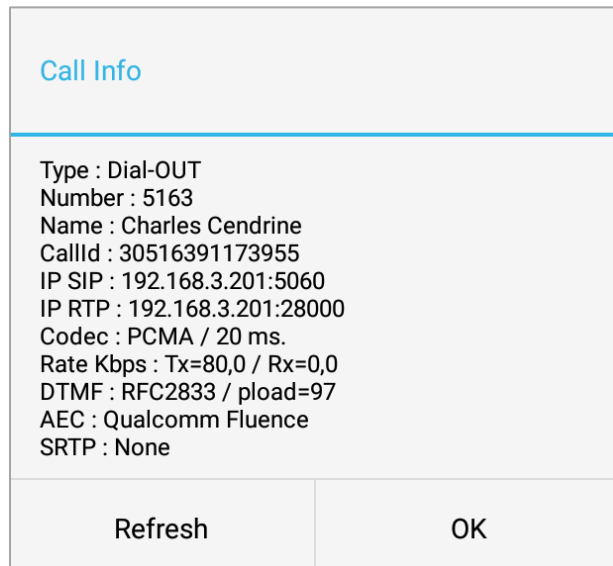 Call Info
Type : Dial-OUT
Number : 5163
Name : Charles Cendrine
CallId : 30516391173955
IP SIP : 192.168.3.201:5060
IP RTP : 192.168.3.201:28000
Codec : PCMA / 20 ms.
Rate Kbps : Tx=80,0 / Rx=0,0
DTMF : RFC2833 / pload=97
AEC : Qualcomm Fluence
SRTP : None
Refresh OK